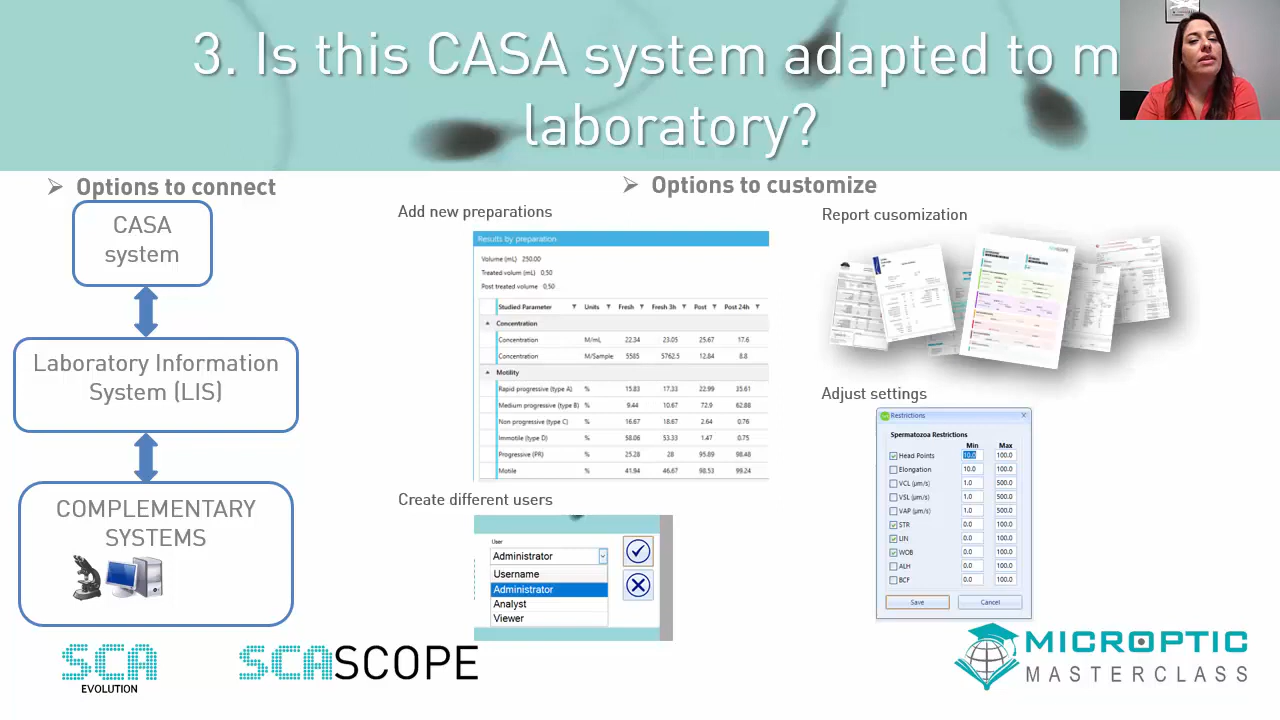 3. Is this CASA system adapted to m
laboratory?
Options to connect
CASA
system
Laboratory Information
System (LIS)
COMPLEMENTARY
SYSTEMS
SCA
EVOLUTION
SCASCOPE
Options to customize
Add new preparations
Results by preparation
Volume (mL) 250.00
Treated volum (mL) 0,50
Post treated volume 0,50
Studied Parameter Units Fresh Fresh 3h Post Post 24h
Concentration
Concentration M/mL 22.34 23.05 25.67 17.6
Concentration M/Sample 5585 5762.5 12.84 8.8
Motility
Rapid progressive (type A) % 15.83 17.33 22.99 35.61
Medium progressive (type B) % 9.44 10.67 72.9 62.88
Non progressive (type C) % 16.67 18.67 2.64 0.76
Immotile (type D) % 58.06 53.33 1.47 0.75
Progressive (PR) % 25.28 28 95.89 98.48
Motile % 41.94 46.67 98.53 99.24
Create different users
User
Administrator
Username
Administrator
Analyst
Viewer
Report cusomization
SCASCOPE
Adjust settings
Restrictions
Spermatozoa Restrictions
Min Max
Head Points 10.0 100.0
Elongation 10.0 100.0
VCL (µm/s) 1.0 500.0
VSL (µm/s) 1.0 500.0
VAP (µm/s) 1.0 500.0
STR 0.0 100.0
LIN 0.0 100.0
WOB 0.0 100.0
ALH 0.0 100.0
BCF 0.0 100.0
Save Cancel
MICROPTIC
MASTERCLASS